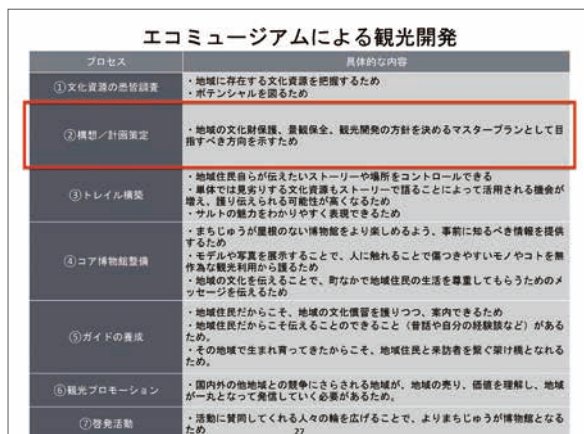 エコミュージアムによる観光開発
プロセス
具体的な内容
①文化資源の悉皆調査
・地域に存在する文化資源を把握するため
・ポテンシャルを図るため
②構想／計画策定
・地域の文化財保護、景観保全、観光開発の方針を決めるマスタープランとして目
指すべき方向を示すため
③トレイル構築
・地域住民自らが伝えたいストーリーや場所をコントロールできる
・単体では見劣りする文化資源もストーリーで語ることによって活用される機会が
増え、護り伝えられる可能性が高くなるため
・サルトの魅力をわかりやすく表現できるため
④コア博物館整備
・まちじゅうが屋根のない博物館をより楽しめるよう、事前に知るべき情報を提供
するため
・モデルや写真を展示することで、人に触れることで傷つきやすいモノやコトを無
作為な観光利用から護るため
・地域の文化を伝えることで、町なかで地域住民の生活を尊重してもらうためのメ
ッセージを伝えるため
⑤ガイドの養成
・地域住民だからこそ、地域の文化慣習を護りつつ、案内できるため
・地域住民だからこそ伝えることのできること（昔話や自分の経験談など）がある
ため。
・その地域で生まれ育ってきたからこそ、地域住民と来訪者を繋ぐ架け橋となれる
ため。
⑥観光プロモーション
・国内外の他地域との競争にさらされる地域が、地域の売り、価値を理解し、地域
が一丸となって発信していく必要があるため。
⑦啓発活動
・活動に賛同してくれる人々の輪を広げることで、よりまちじゅうが博物館となる
ため
27